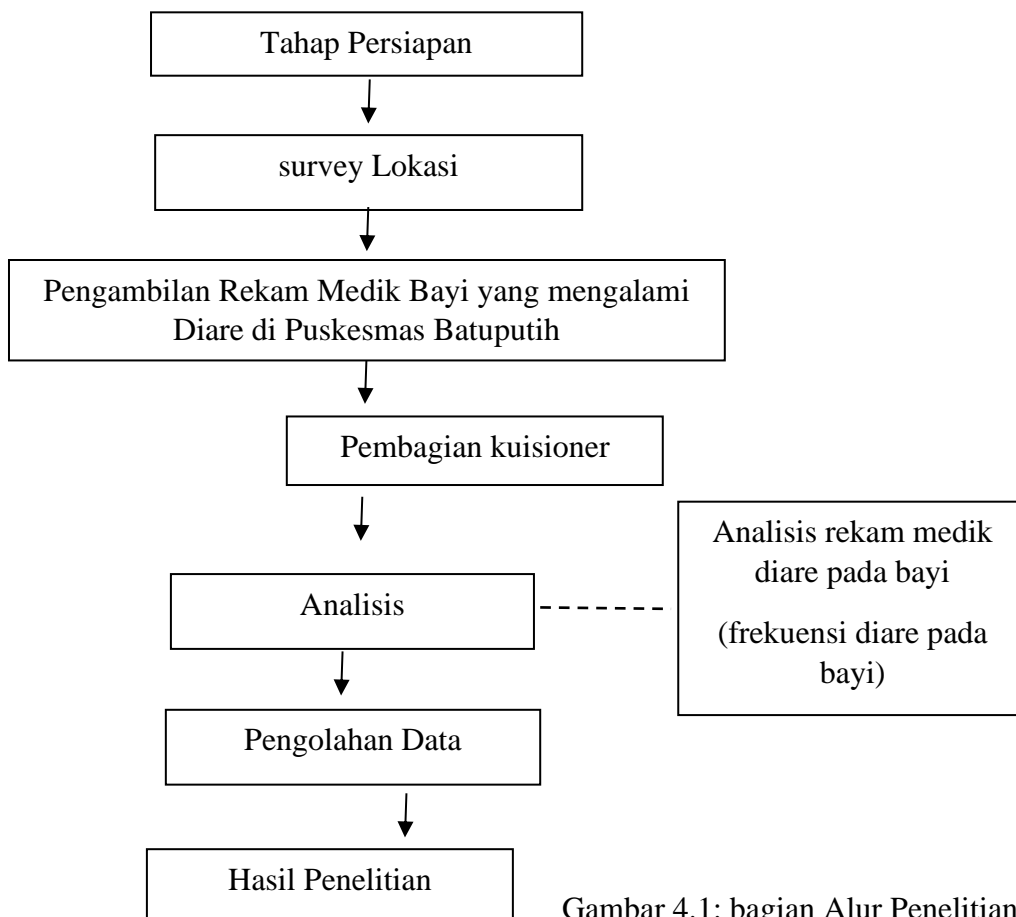 Tahap Persiapan
survey Lokasi
Pengambilan Rekam Medik Bayi yang mengalami
Diare di Puskesmas Batuputih
Pembagian kuisioner
Analisis
Analisis rekam medik
diare pada bayi
(frekuensi diare pada
bayi)
Pengolahan Data
Hasil Penelitian
Gambar 4.1: bagian Alur Penelitian